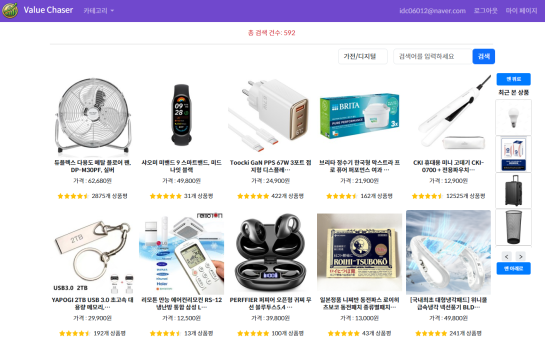 Value Chaser
카테고리
idc06012@naver.com
로그아웃
마이 페이지
총 검색 건수: 592
가전/디지털
검색어를 입력하세요
검색
맨 위로
최근 본 상품
BRITA
PURE PERFORMANCE
3x
듀플렉스 다용도 메탈 플로어 팬, DP-M30PF, 실버
가격 : 62,680원
2875개 상품평
샤오미 미밴드 9 스마트밴드, 미드나잇 블랙
가격 : 49,800원
31개 상품평
Toocki GaN PPS 67W 3포트 접지형 디스플레...
가격 : 24,900원
422개 상품평
브리타 정수기 한국형 막스트라 프로 퓨어 퍼포먼스 여과 ...
가격 : 21,900원
162개 상품평
CKI 휴대용 미니 고데기 CKI-0700 + 전용파우치...
가격 : 12,900원
12525개 상품평
2TB
USB3.0 2TB
ROIHI-TSUBOKO
YAPOGI 2TB USB 3.0 초고속 대용량 메모리,...
가격 : 29,900원
192개 상품평
리모트 만능 에어컨리모컨 RS-12 냉난방 통합 삼성 L...
가격 : 12,500원
13개 상품평
PERFFIER 퍼피어 오픈형 귀찌 무선 블루투스5.4 ...
가격 : 39,800원
100개 상품평
일본정품 니찌반 동전파스 로이히츠보코 동전패치 중형패치...
가격 : 13,000원
43개 상품평
[국내최초 대형냉각패드] 위니쿨 급속냉각 넥선풍기 BLD...
가격 : 49,800원
241개 상품평
맨 아래로